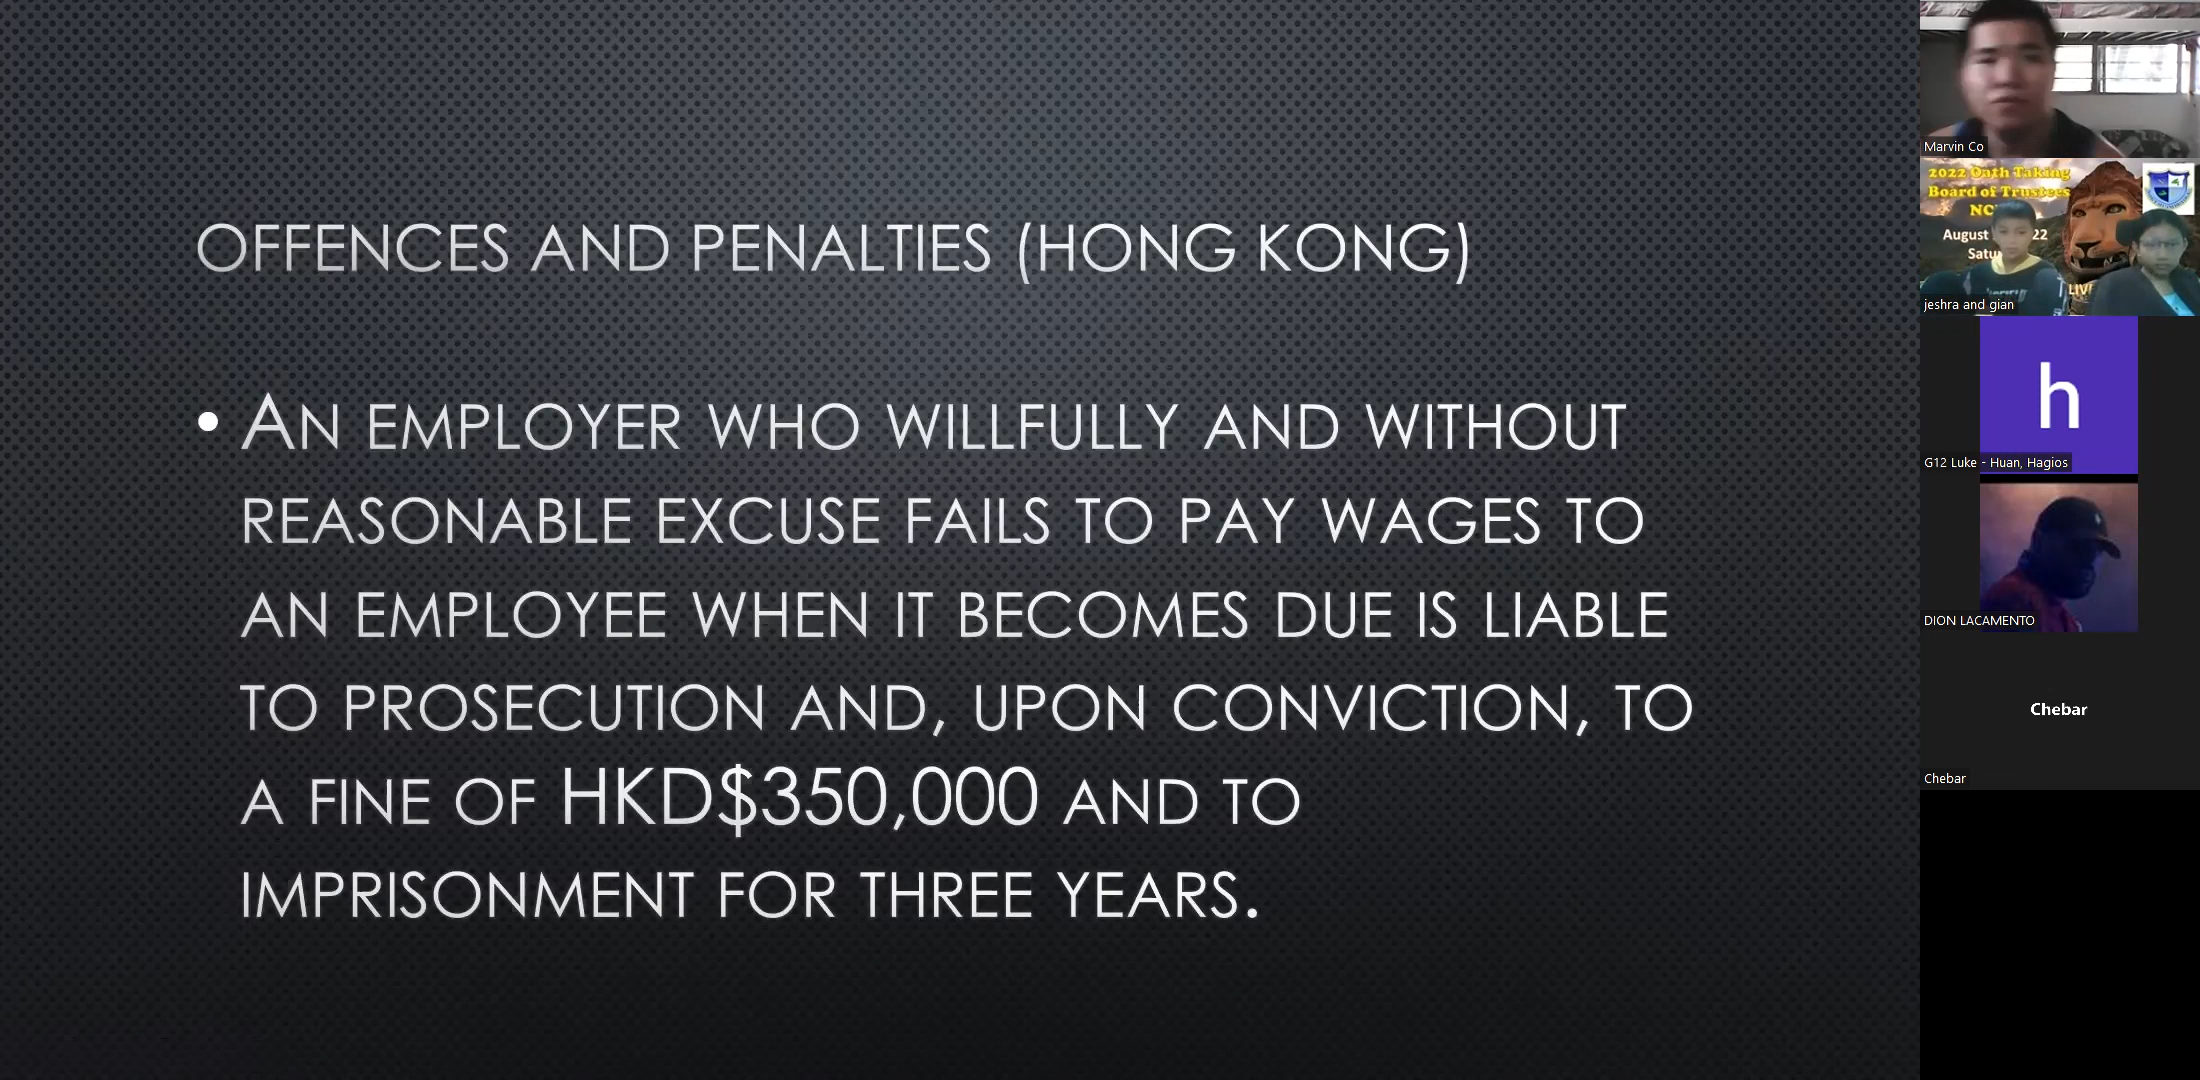 OFFENCES AND PENALTIES (HONG KONG)
• AN EMPLOYER WHO WILLFULLY AND WITHOUT
REASONABLE EXCUSE FAILS TO PAY WAGES TO
AN EMPLOYEE WHEN IT BECOMES DUE IS LIABLE
TO PROSECUTION AND, UPON CONVICTION, TO
A FINE OF HKD$350,000 AND TO
IMPRISONMENT FOR THREE YEARS.
Marvin Co
2022 Oath Taking
Board of Trustees
August 22
jeshra and gian
h
G12 Luke - Huan, Hagios
DION LACAMENTO
Chebar
Chebar